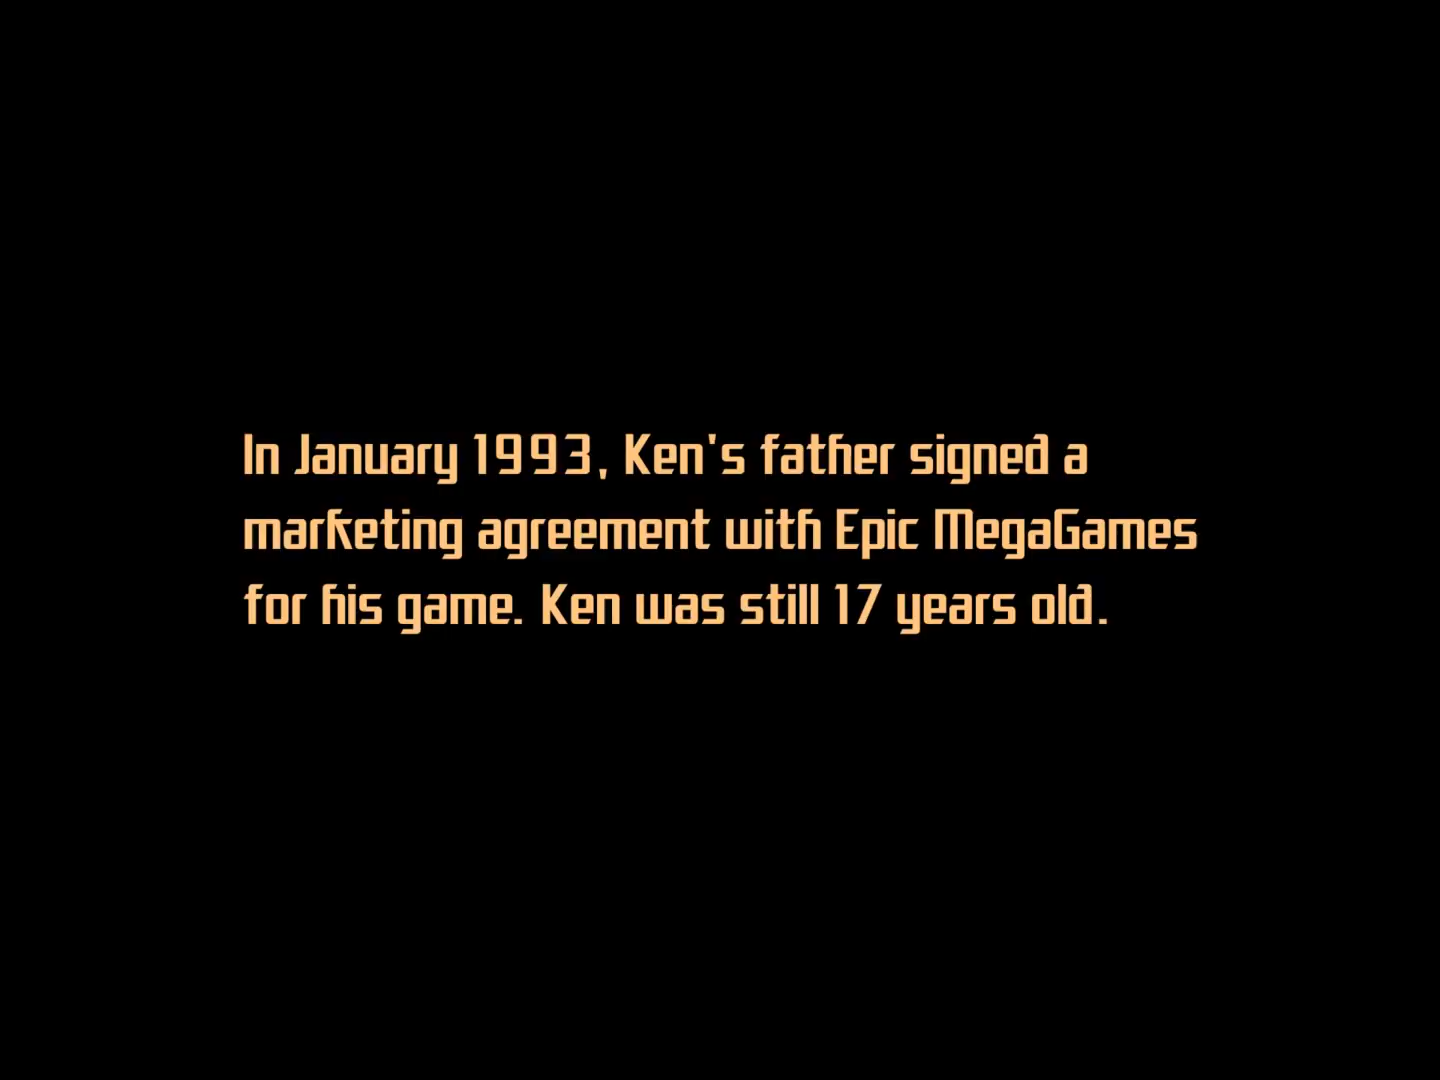 In January 1993, Ken's father signed a
marketing agreement with Epic MegaGames
for his game. Ken was still 17 years old.